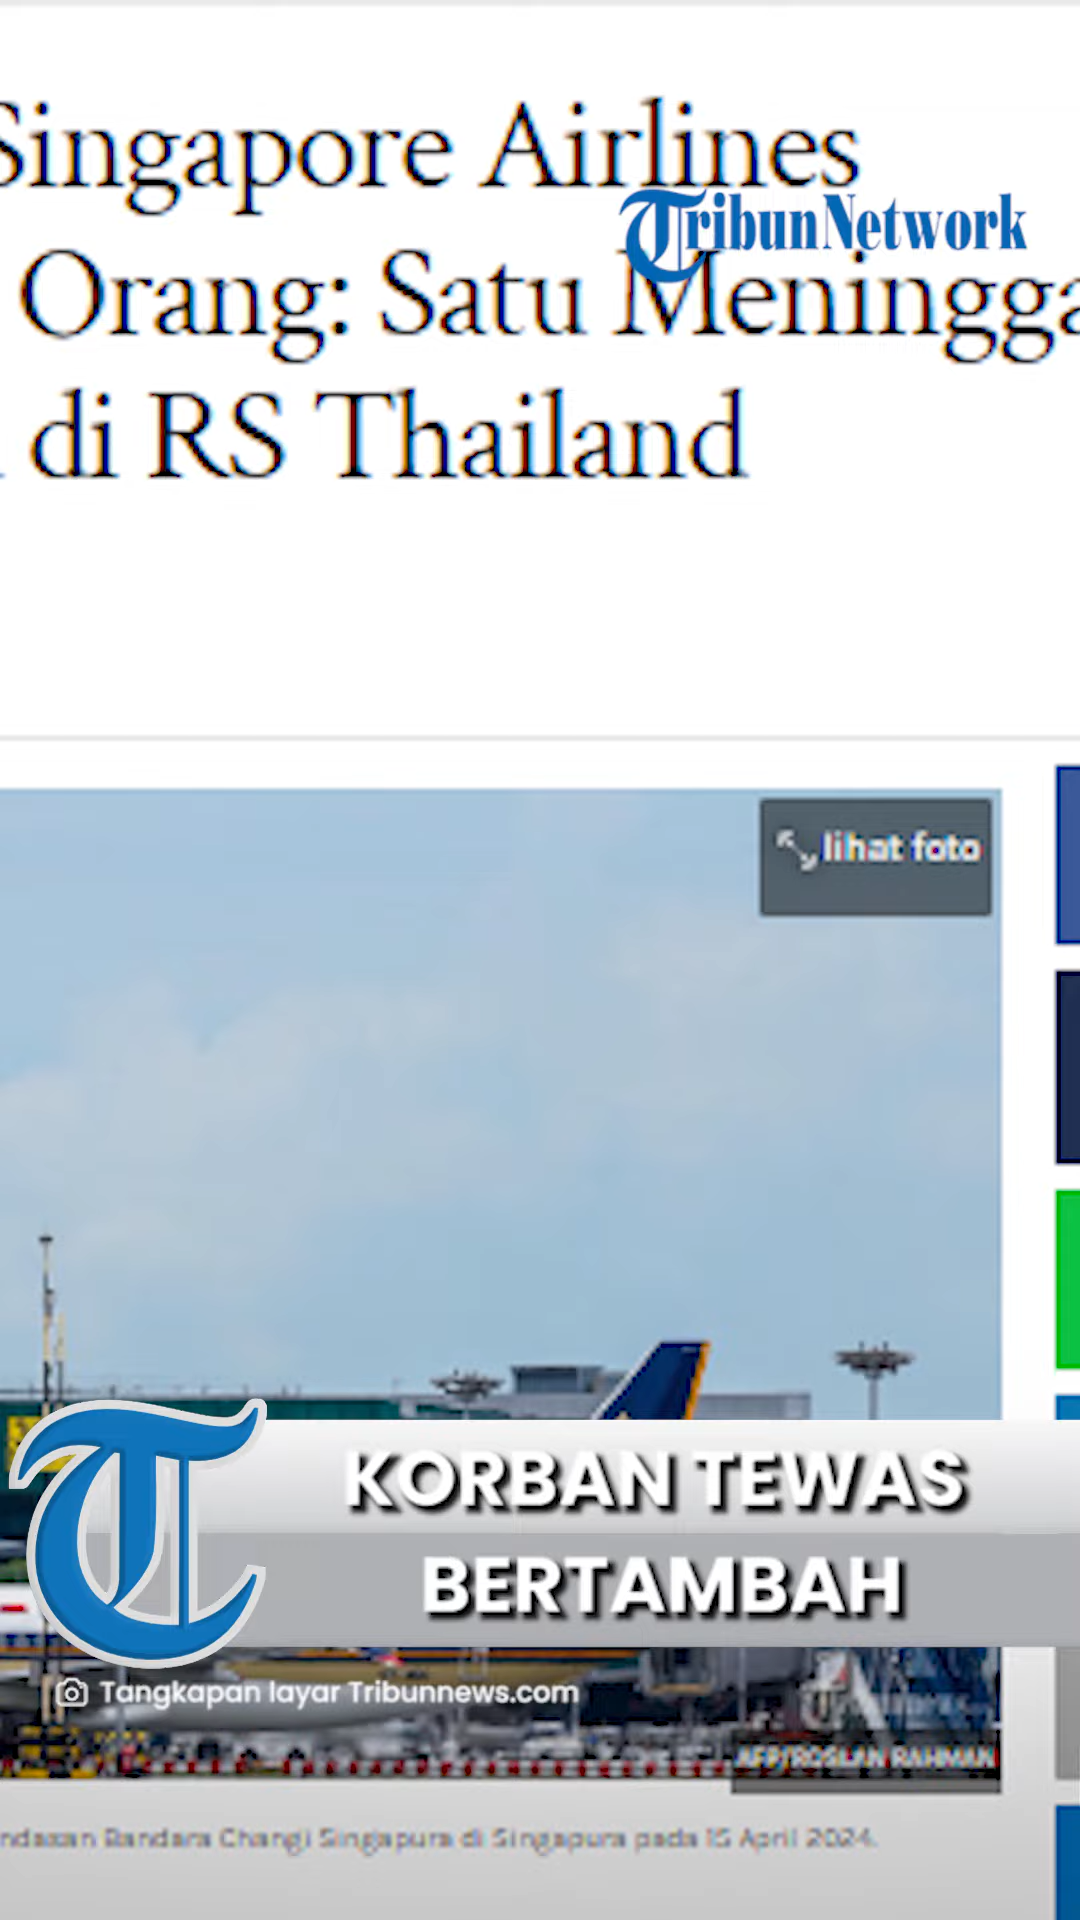 Singapore Airlines
TribunNetwork
Orang: Satu Meningga
di RS Thailand
lihat foto
KORBAN TEWAS
BERTAMBAH
Tangkapan layar Tribunnews.com
AFP/ROSLAN RAHMAN
ndasan Bandara Changi Singapura di Singapura pada 15 April 2024.